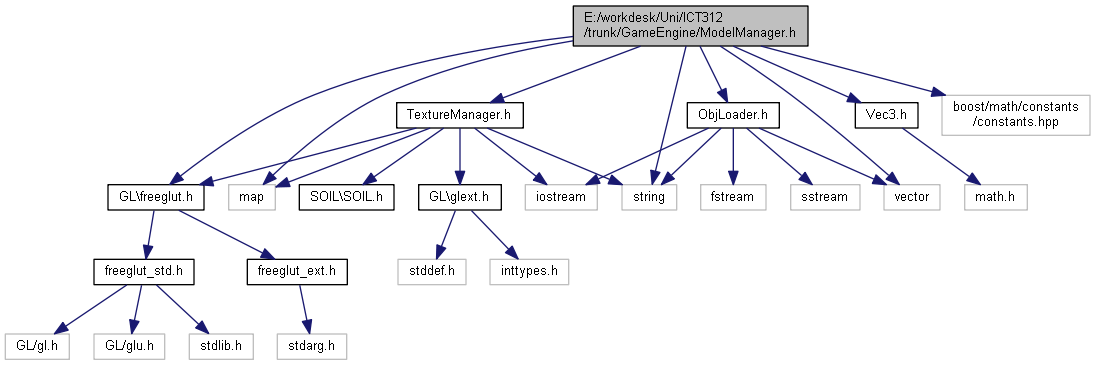 E:/workdesk/Uni/ICT312
/trunk/GameEngine/ModelManager.h
TextureManager.h
ObjLoader.h
Vec3.h
boost/math/constants
/constants.hpp
GL\freeglut.h
map
SOIL\SOIL.h
GL\glext.h
iostream
string
fstream
sstream
vector
math.h
freeglut_std.h
freeglut_ext.h
stddef.h
inttypes.h
GL/gl.h
GL/glu.h
stdlib.h
stdarg.h